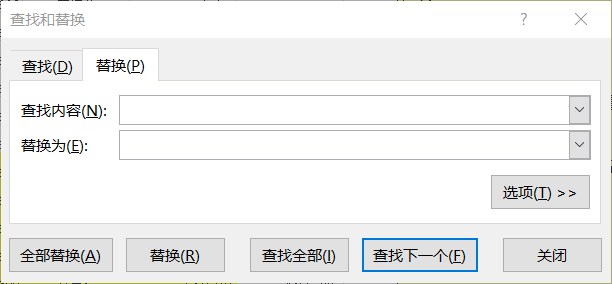 查找和替换
查找(D) 替换(P)
查找内容(N):
替换为(E):
选项(T) >>
全部替换(A) 替换(R) 查找全部(I) 查找下一个(F) 关闭